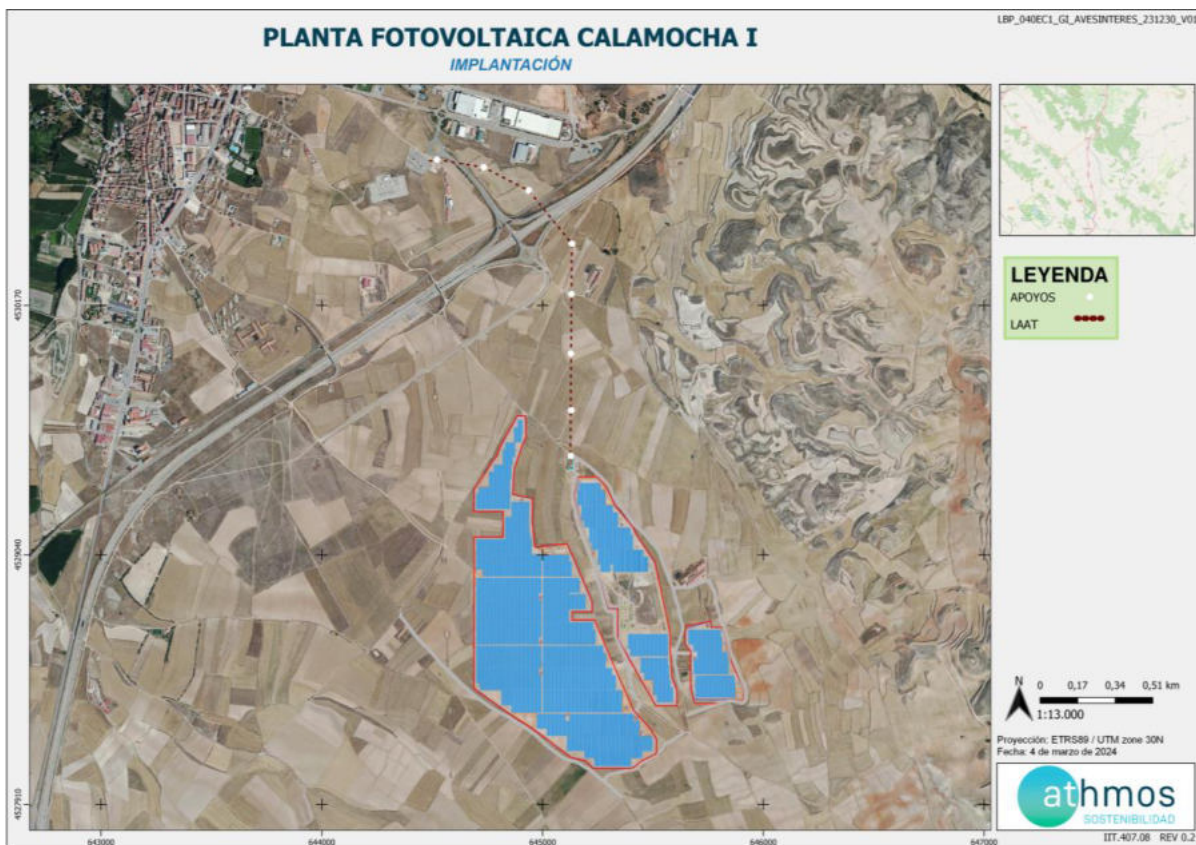 LBP_040EC1_GI_AVESINTERES_231230_V01
PLANTA FOTOVOLTAICA CALAMOCHA I
IMPLANTACIÓN
LEYENDA
APOYOS
LAAT
4530170
4529040
4527910
643000
644000
645000
646000
647000
N
0 0,17 0,34 0,51 km
1:13.000
Proyección: ETRS89 / UTM zone 30N
Fecha: 4 de marzo de 2024
athmos
SOSTENIBILIDAD
IIT.407.08 REV 0.2